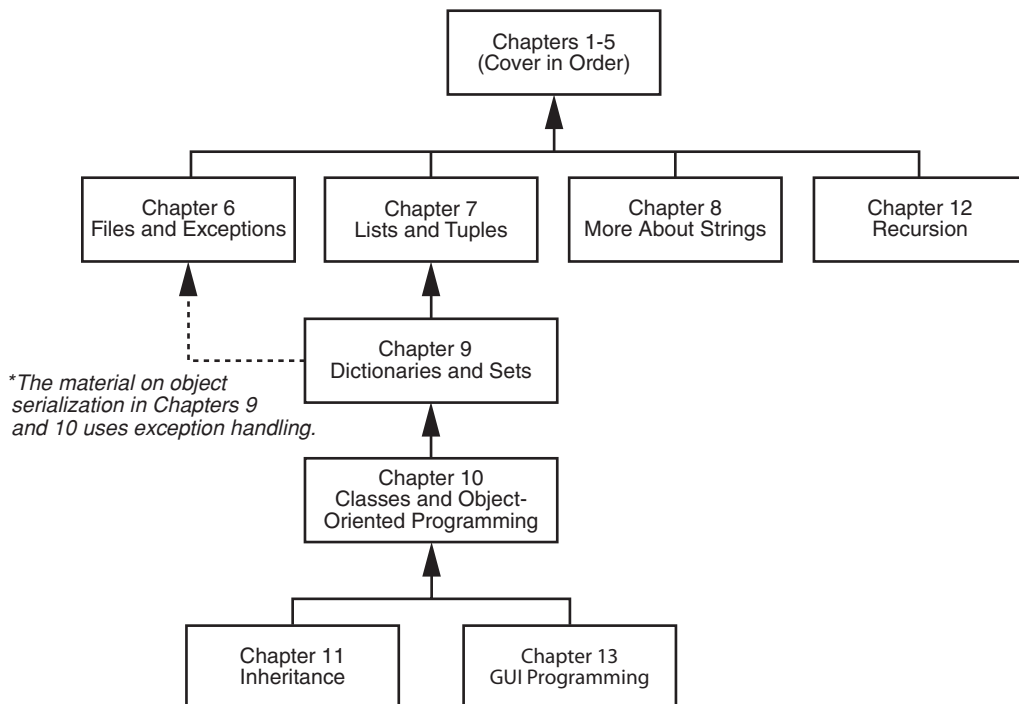 Chapters 1-5
(Cover in Order)
Chapter 6
Files and Exceptions
Chapter 7
Lists and Tuples
Chapter 8
More About Strings
Chapter 12
Recursion
Chapter 9
Dictionaries and Sets
*The material on object
serialization in Chapters 9
and 10 uses exception handling.
Chapter 10
Classes and Object-
Oriented Programming
Chapter 11
Inheritance
Chapter 13
GUI Programming